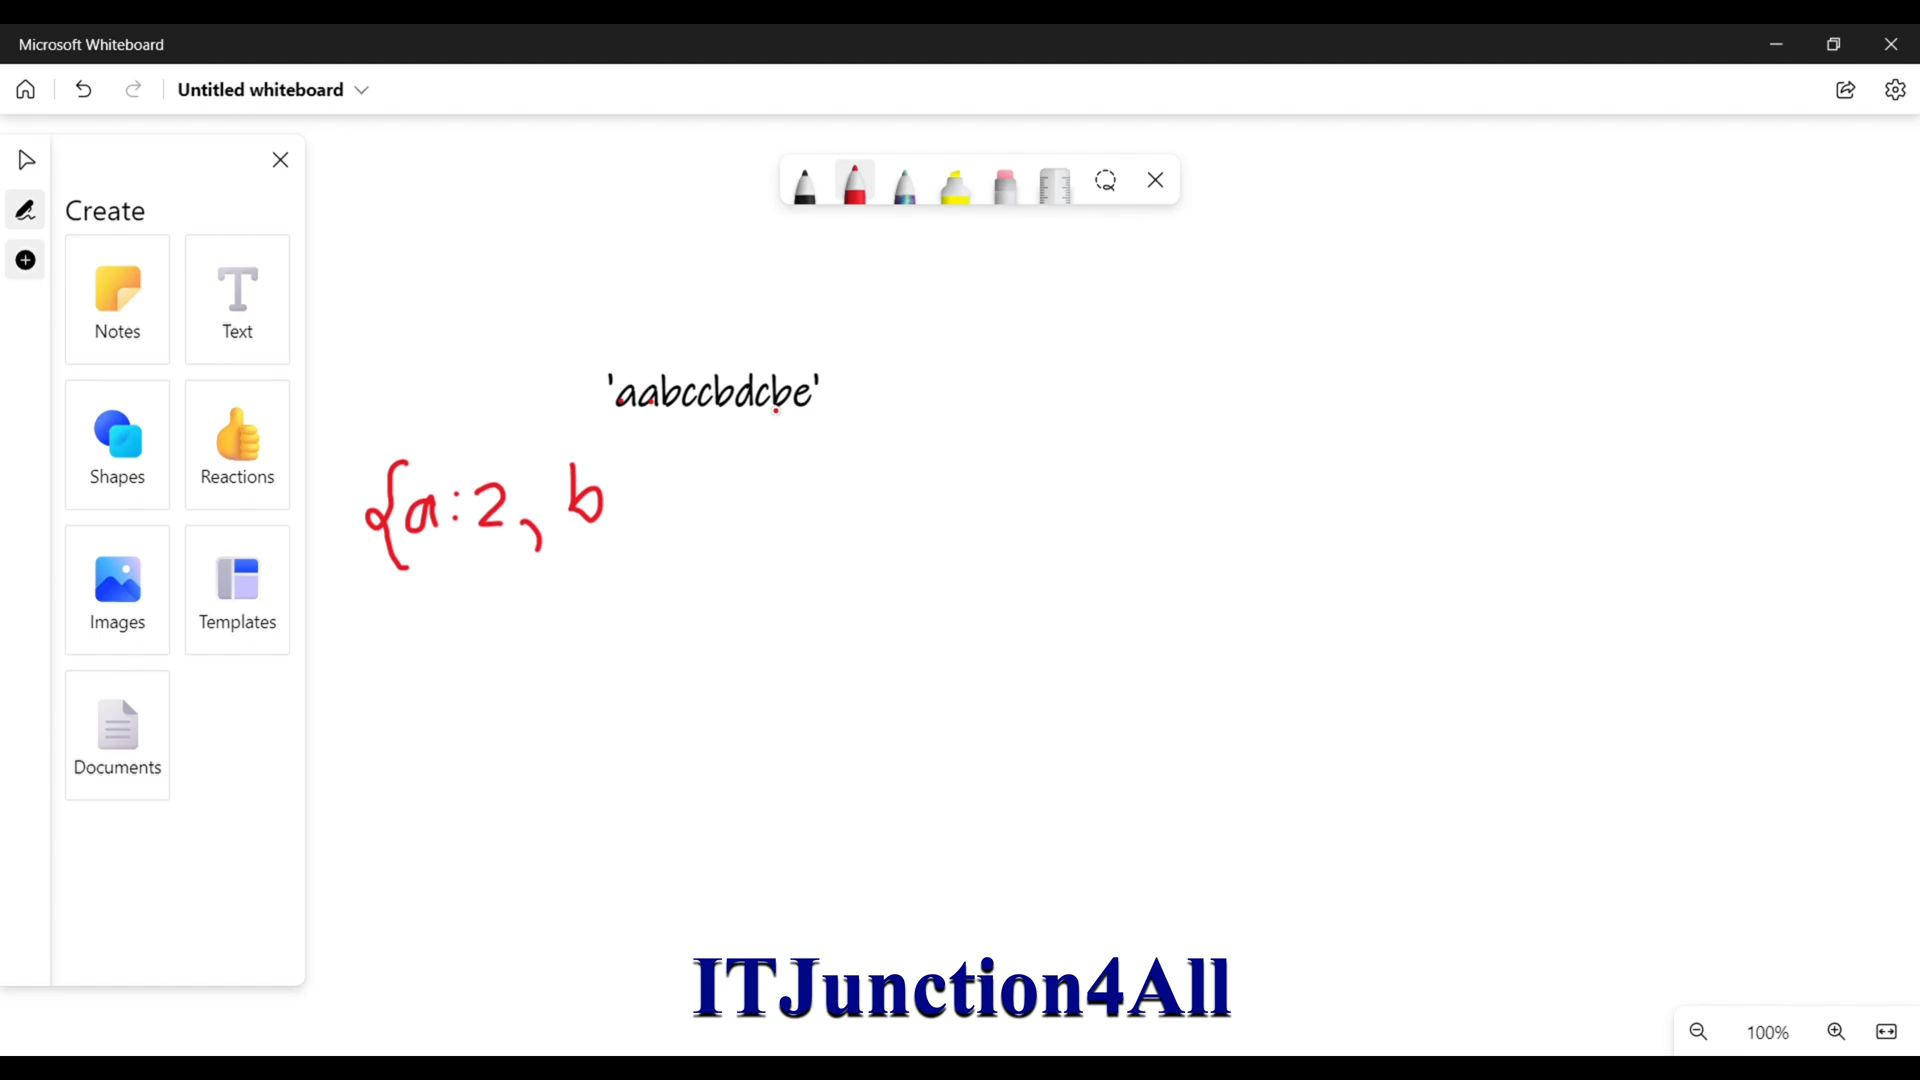 Microsoft Whiteboard
Untitled whiteboard
Create
Notes
Text
'aabccbdcbe'
Shapes
Reactions
{a:2, b
Images
Templates
Documents
ITJunction4All
100%